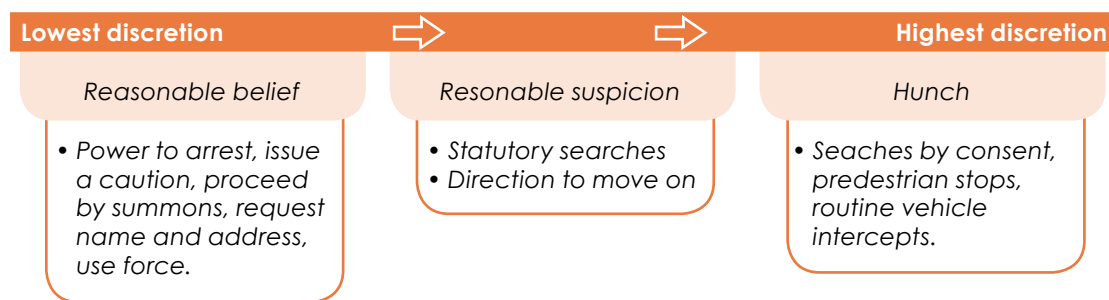 Lowest discretion
Highest discretion
Reasonable belief
• Power to arrest, issue
a caution, proceed
by summons, request
name and address,
use force.
Resonable suspicion
• Statutory searches
• Direction to move on
Hunch
• Seaches by consent,
predestrian stops,
routine vehicle
intercepts.